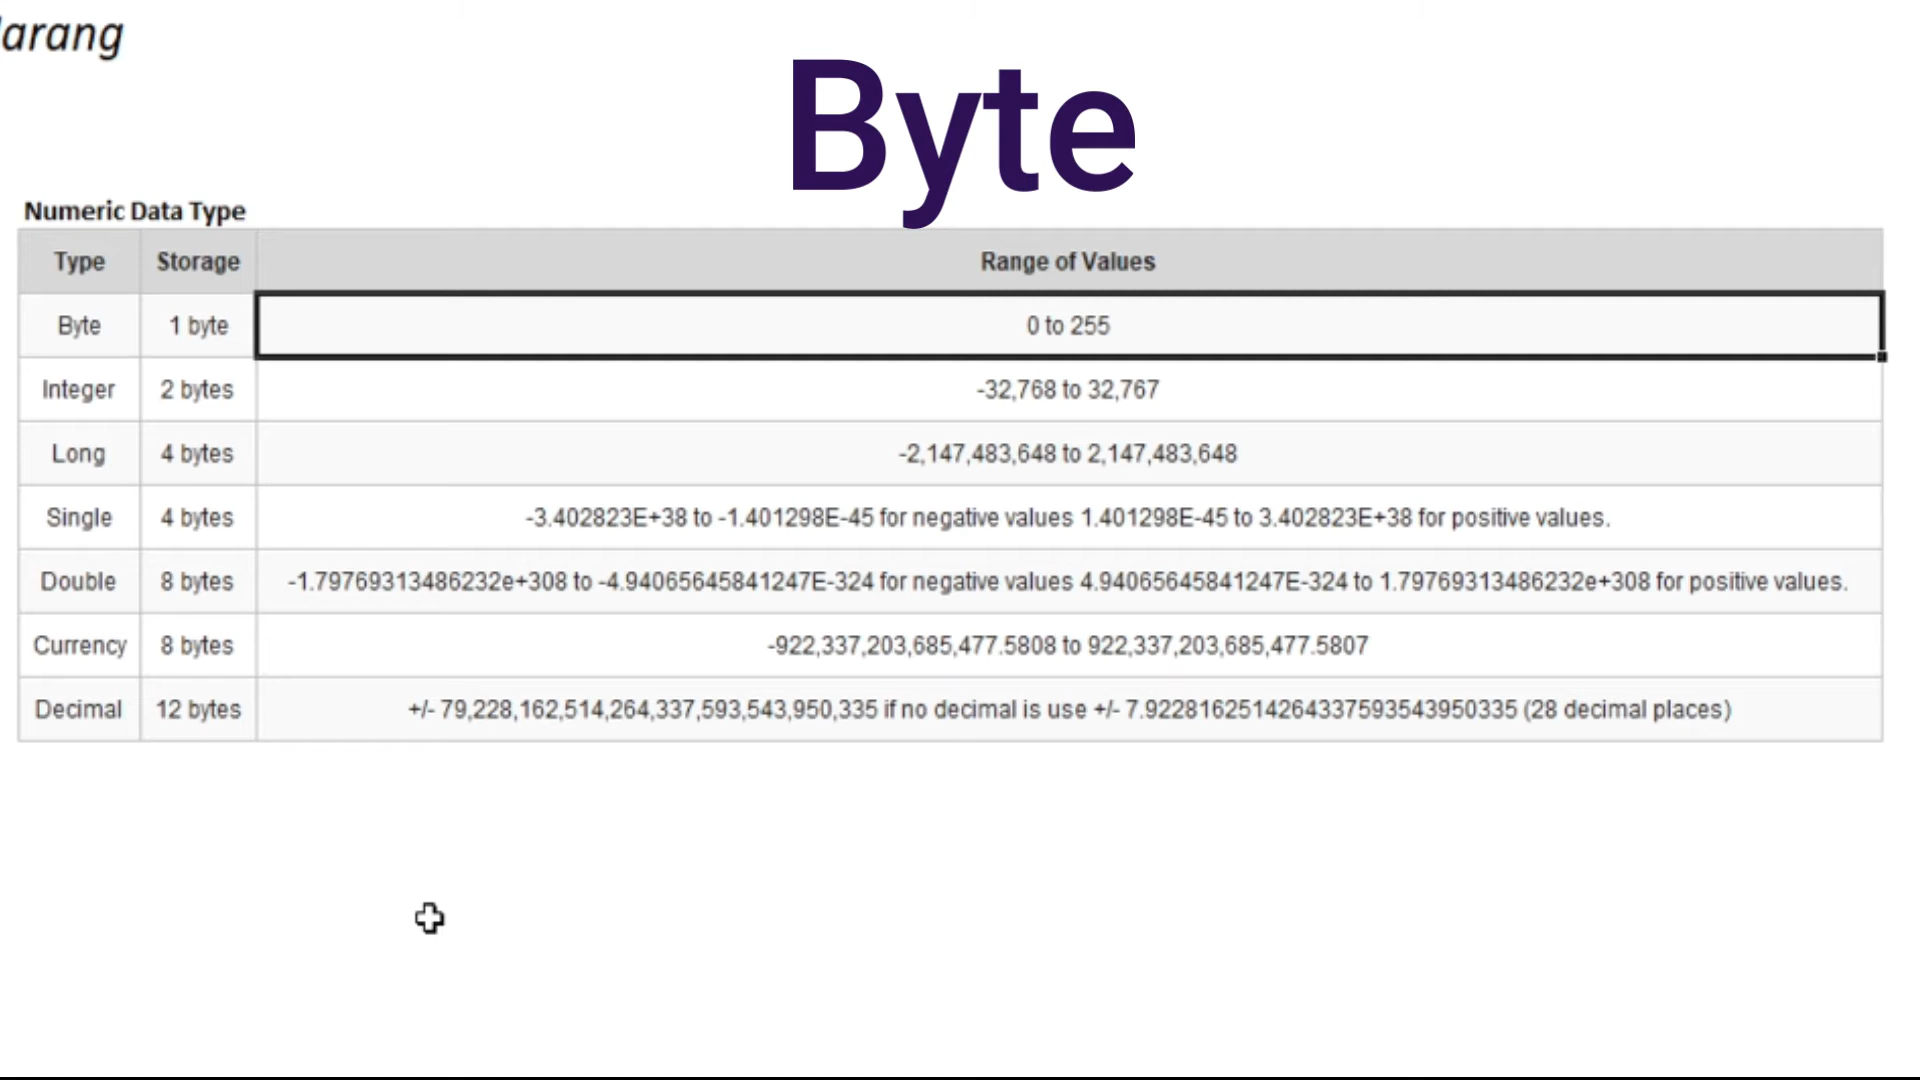 Byte
Numeric Data Type
Type Storage Range of Values
Byte 1 byte 0 to 255
Integer 2 bytes -32,768 to 32,767
Long 4 bytes -2,147,483,648 to 2,147,483,648
Single 4 bytes -3.402823E+38 to -1.401298E-45 for negative values 1.401298E-45 to 3.402823E+38 for positive values.
Double 8 bytes -1.79769313486232e+308 to -4.94065645841247E-324 for negative values 4.94065645841247E-324 to 1.79769313486232e+308 for positive values.
Currency 8 bytes -922,337,203,685,477.5808 to 922,337,203,685,477.5807
Decimal 12 bytes +/- 79,228,162,514,264,337,593,543,950,335 if no decimal is use +/- 7.9228162514264337593543950335 (28 decimal places)